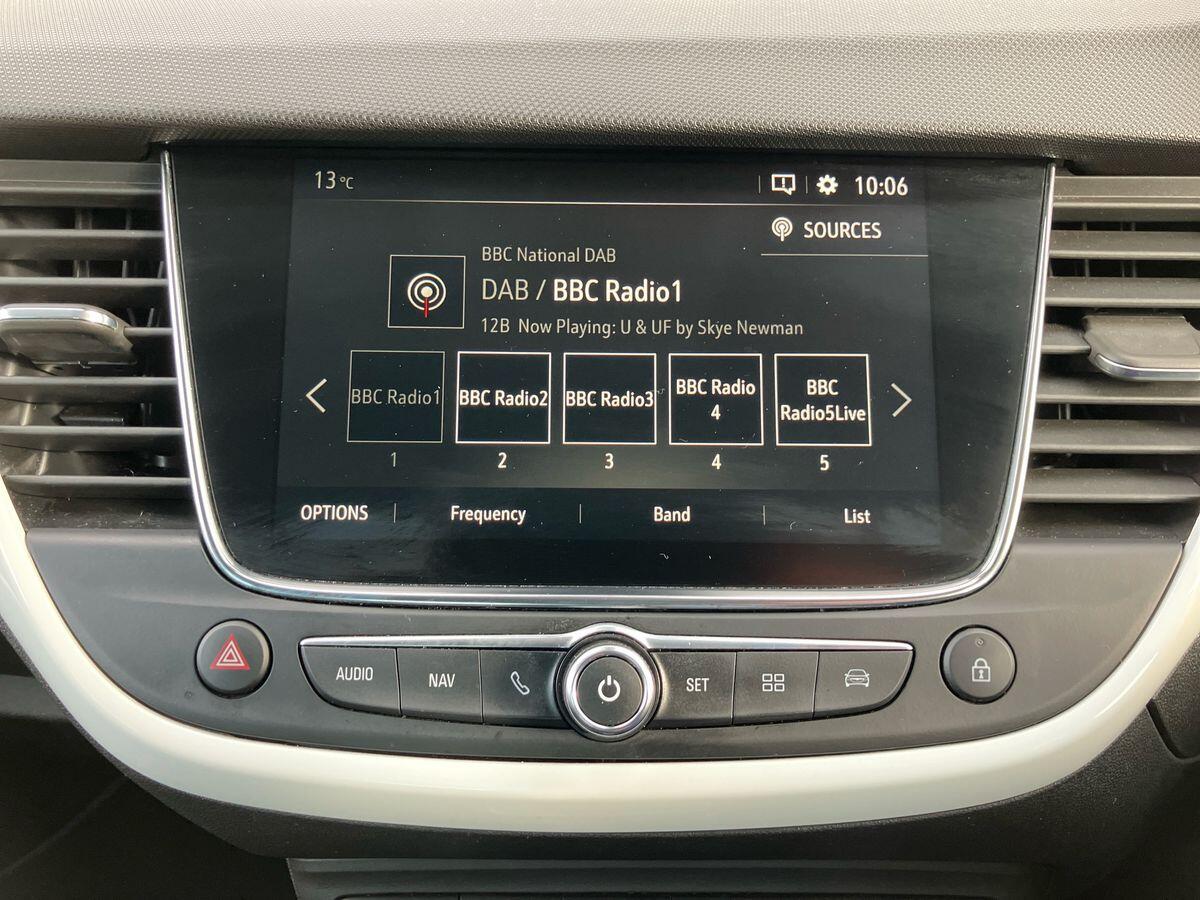 13°C
10:06
SOURCES
BBC National DAB
DAB / BBC Radio1
12B Now Playing: U & UF by Skye Newman
BBC Radio1
BBC Radio2
BBC Radio3
BBC Radio
4
BBC
Radio5Live
1
2
3
4
5
OPTIONS
Frequency
Band
List
AUDIO
NAV
SET